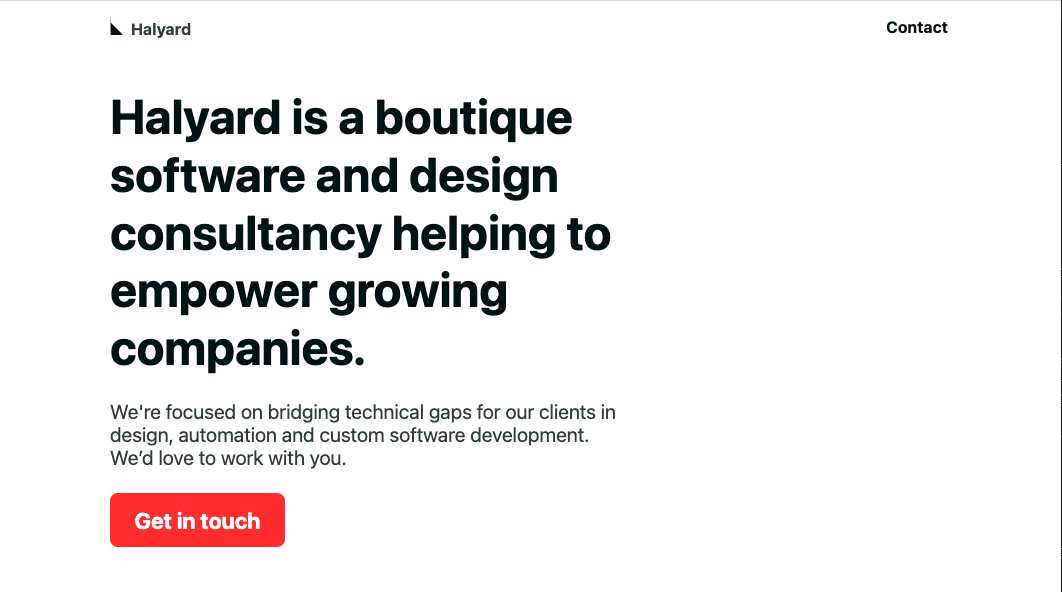 Halyard
Contact
Halyard is a boutique
software and design
consultancy helping to
empower growing
companies.
We're focused on bridging technical gaps for our clients in
design, automation and custom software development.
We’d love to work with you.
Get in touch